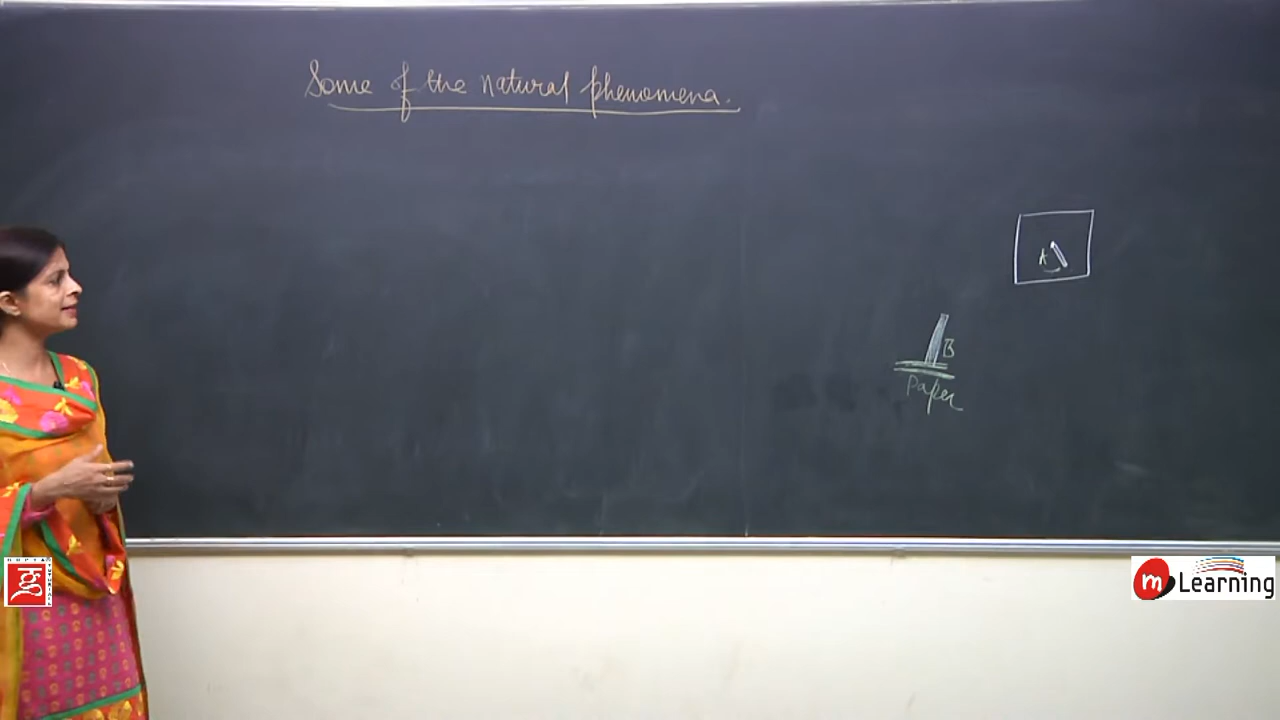 Some of the natural phenomena.
A
B
Paper
ग
m Learning